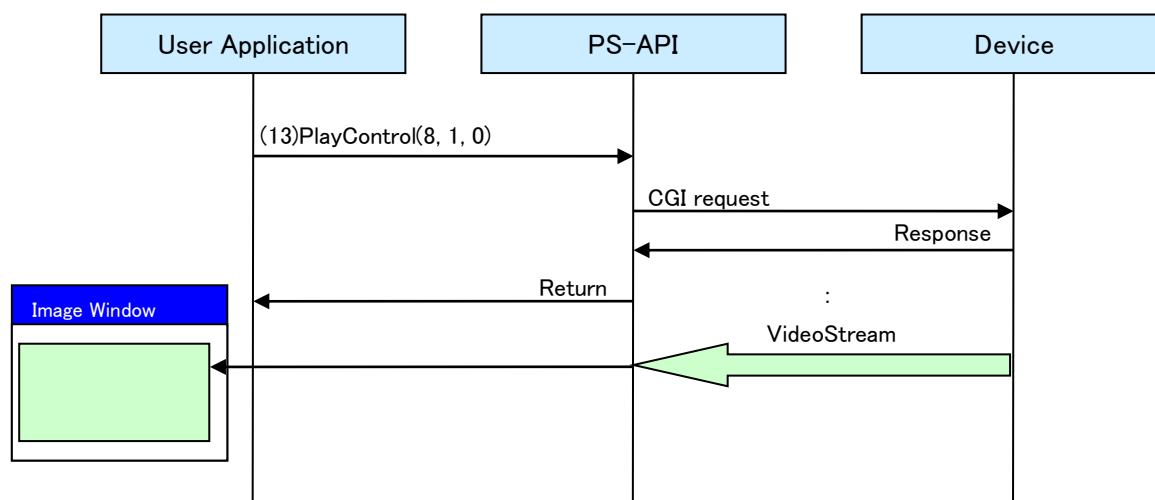 User Application
PS-API
Device
(13)PlayControl(8, 1, 0)
CGI request
Response
Return
:
Image Window
VideoStream